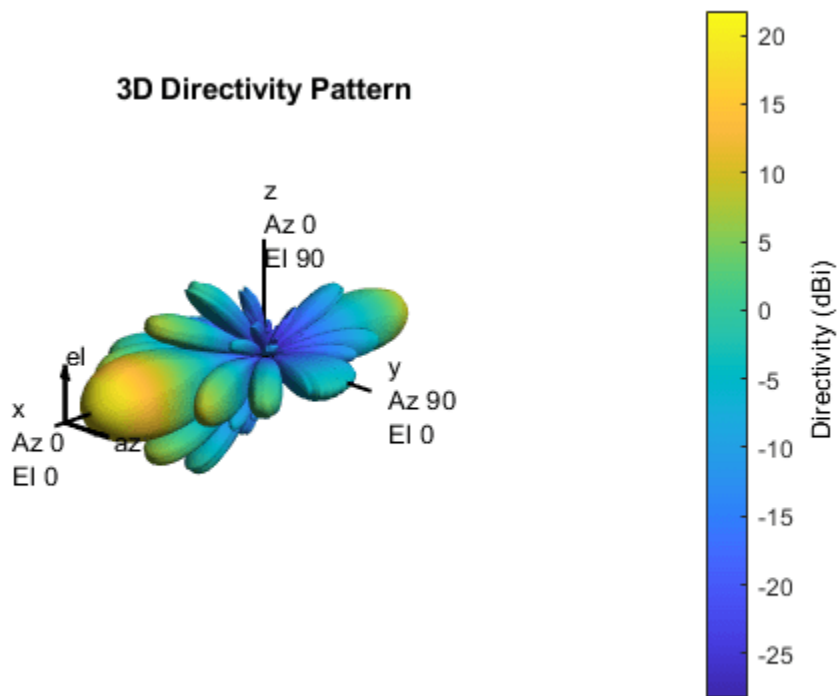 3D Directivity Pattern
z
Az 0
El 90
el
x
Az 0
El 0
az
y
Az 90
El 0
20
15
10
5
0
-5
-10
-15
-20
-25
Directivity (dBi)